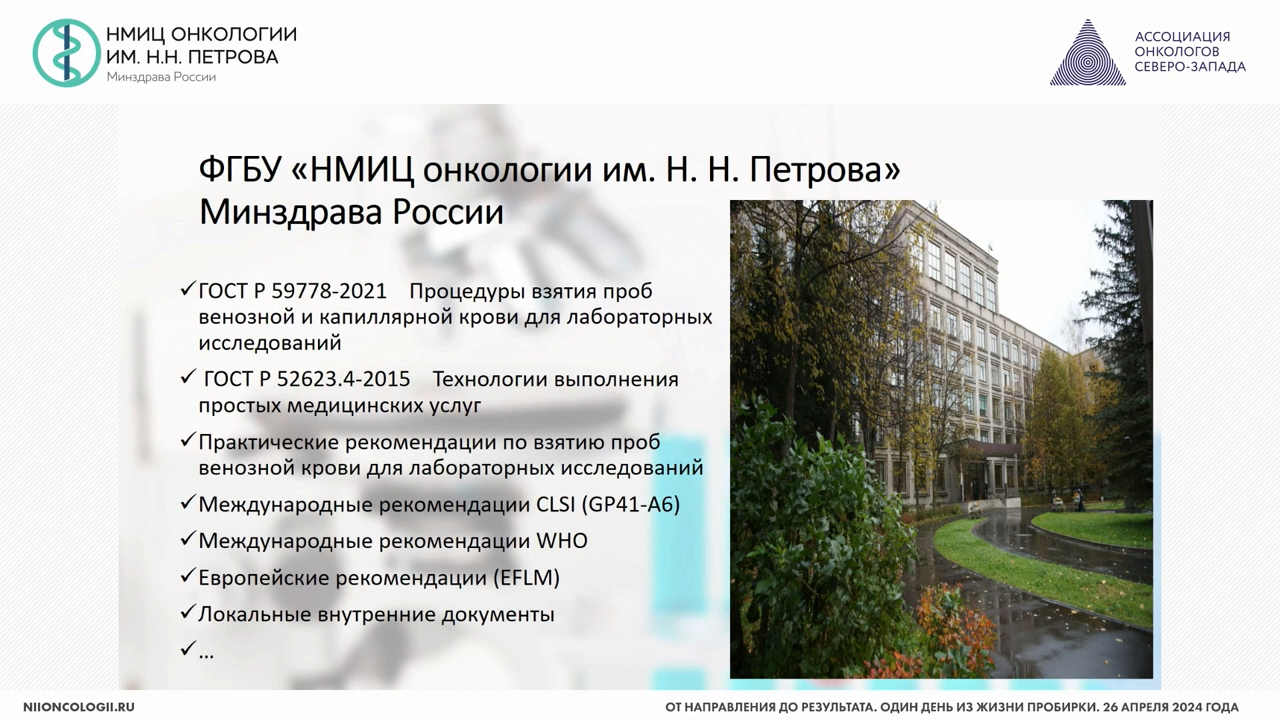 НМИЦ ОНКОЛОГИИ
ИМ. Н.Н. ПЕТРОВА
Минздрава России
АССОЦИАЦИЯ
ОНКОЛОГОВ
СЕВЕРО-ЗАПАДА
ФГБУ «НМИЦ онкологии им. Н. Н. Петрова»
Минздрава России
✓ГОСТ Р 59778-2021 Процедуры взятия проб
венозной и капиллярной крови для лабораторных
исследований
✓ ГОСТ Р 52623.4-2015 Технологии выполнения
простых медицинских услуг
✓Практические рекомендации по взятию проб
венозной крови для лабораторных исследований
✓Международные рекомендации CLSI (GP41-A6)
✓Международные рекомендации WHO
✓Европейские рекомендации (EFLM)
✓Локальные внутренние документы
✓...
NIIONCOLOGII.RU
ОТ НАПРАВЛЕНИЯ ДО РЕЗУЛЬТАТА. ОДИН ДЕНЬ ИЗ ЖИЗНИ ПРОБИРКИ. 26 АПРЕЛЯ 2024 ГОДА